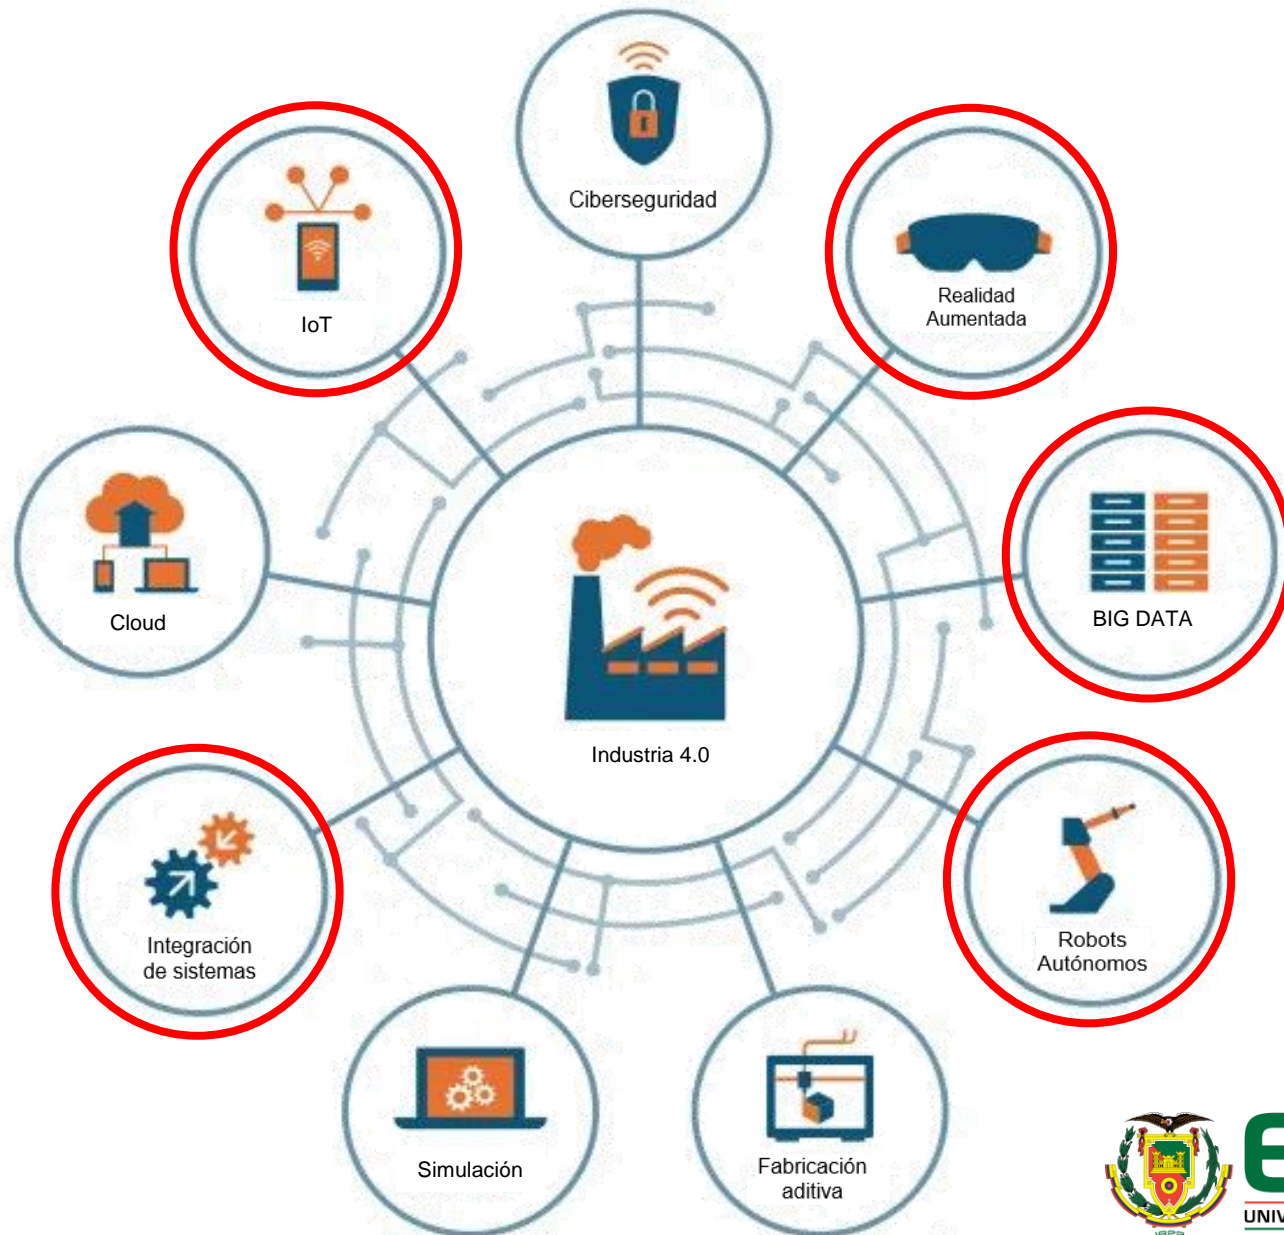 Ciberseguridad
IoT
Realidad
Aumentada
Cloud
BIG DATA
Industria 4.0
Integración
de sistemas
Robots
Autónomos
Simulación
Fabricación
aditiva